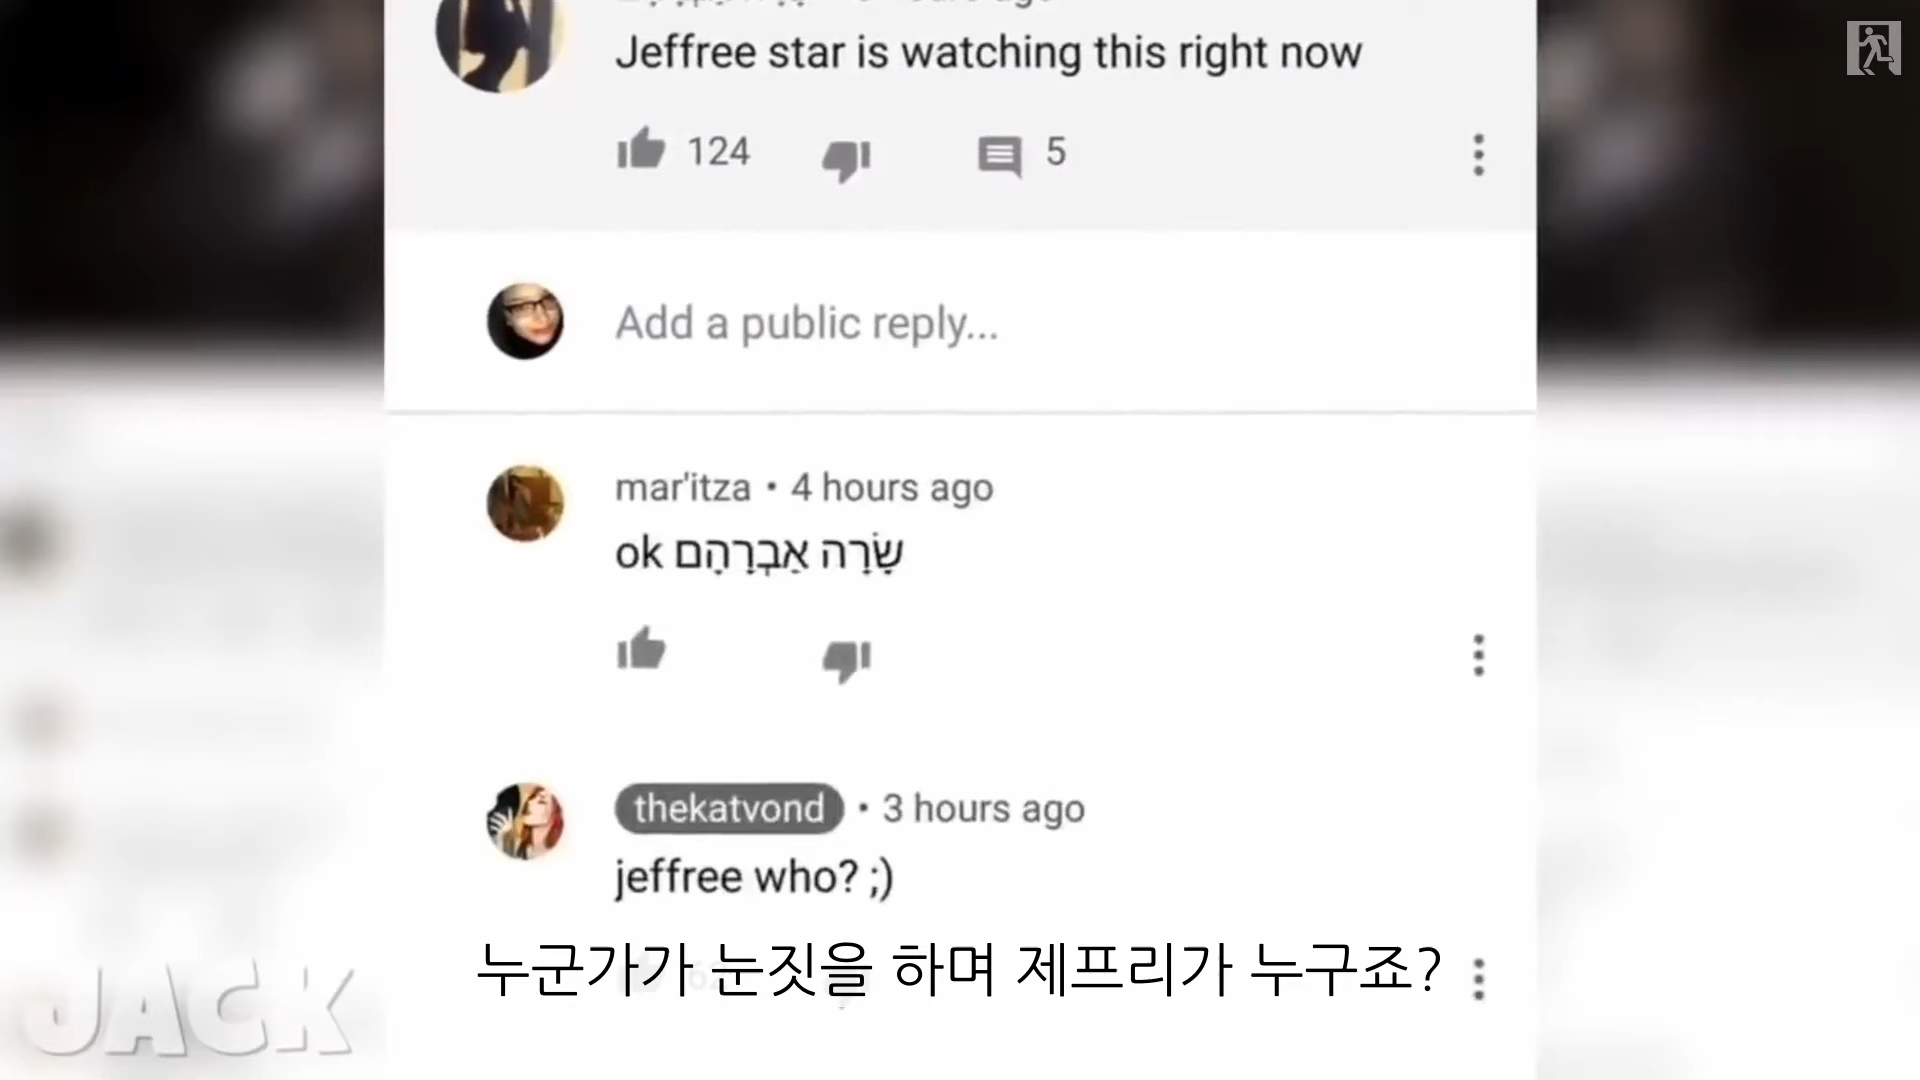 Jeffree star is watching this right now
124
5
Add a public reply...
mar'itza • 4 hours ago
ok שָׂרָה אַבְרָהָם
thekatvond • 3 hours ago
jeffree who? ;)
누군가가 눈짓을 하며 제프리가 누구죠?
JACK